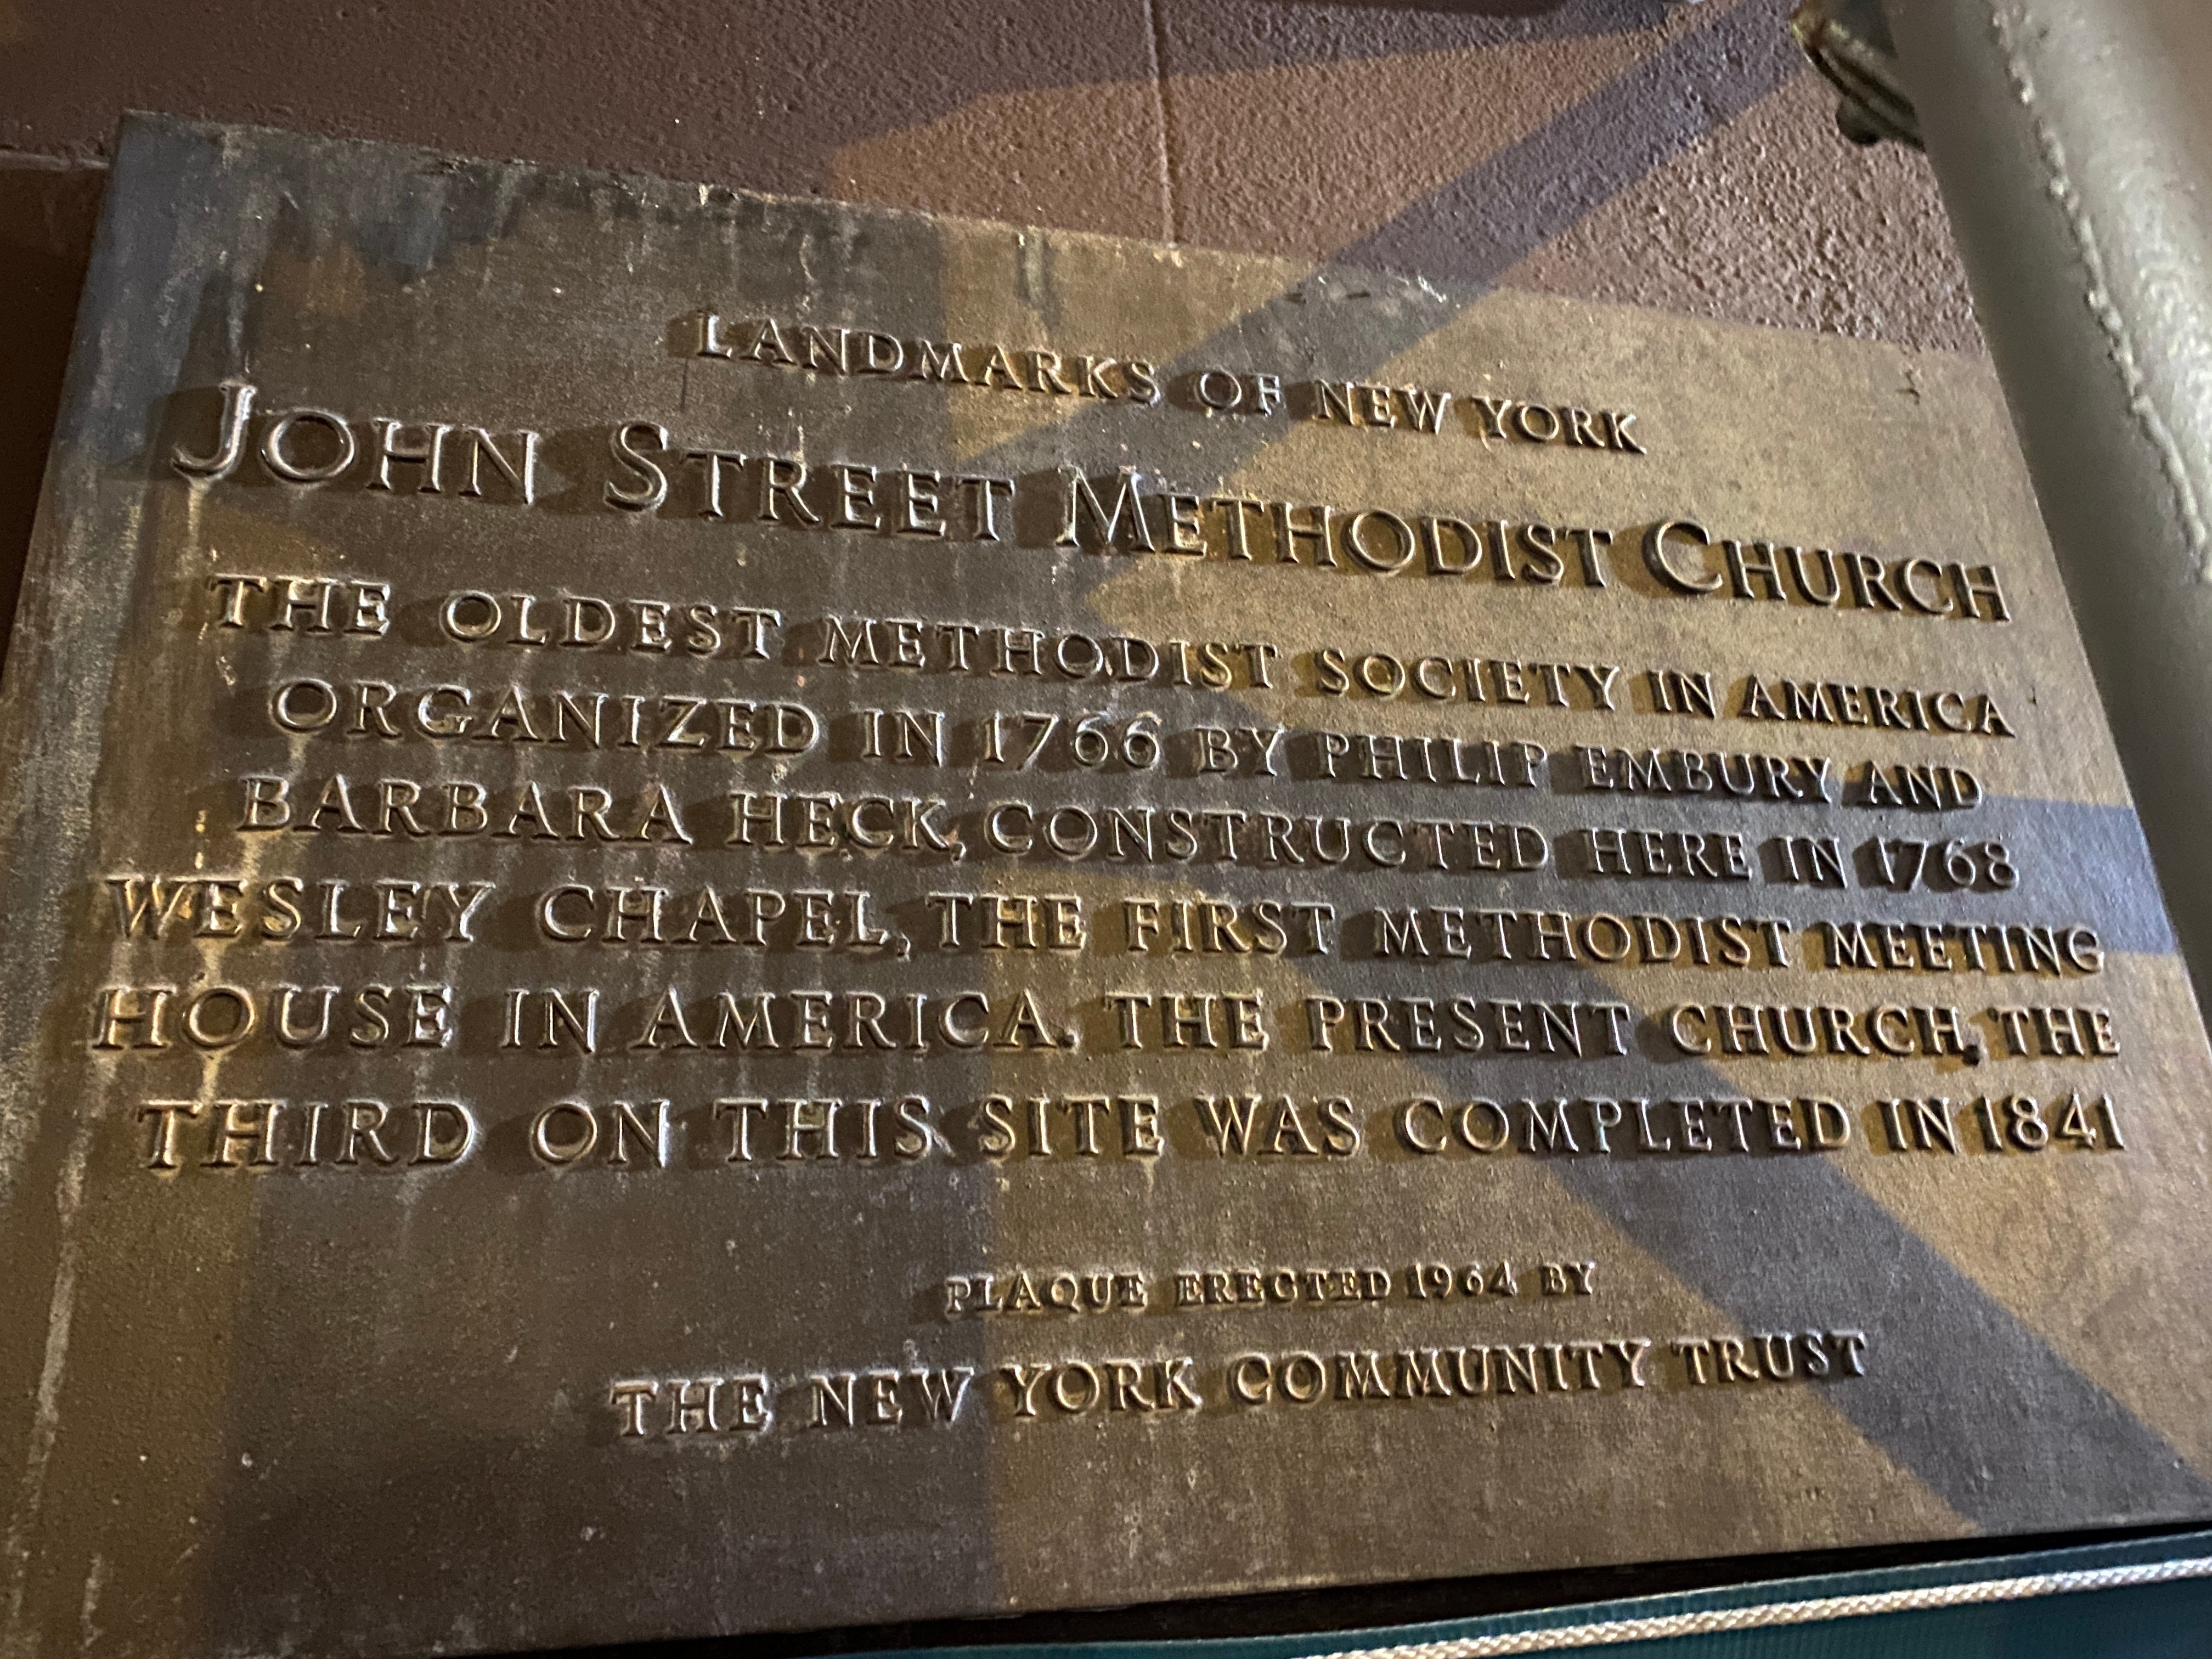 LANDMARKS OF NEW YORK
JOHN STREET METHODIST CHURCH
THE OLDEST METHODIST SOCIETY IN AMERICA
ORGANIZED IN 1766 BY PHILIP EMBURY AND
BARBARA HECK, CONSTRUCTED HERE IN 1768
WESLEY CHAPEL, THE FIRST METHODIST MEETING
HOUSE IN AMERICA. THE PRESENT CHURCH, THE
THIRD ON THIS SITE WAS COMPLETED IN 1841
PLAQUE ERECTED 1964 BY
THE NEW YORK COMMUNITY TRUST